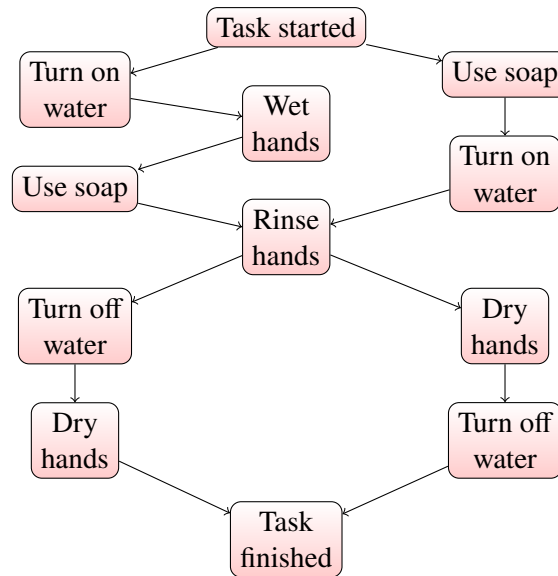 Task started
Turn on
water
Use soap
Wet
hands
Turn on
water
Use soap
Rinse
hands
Turn off
water
Dry
hands
Dry
hands
Turn off
water
Task
finished